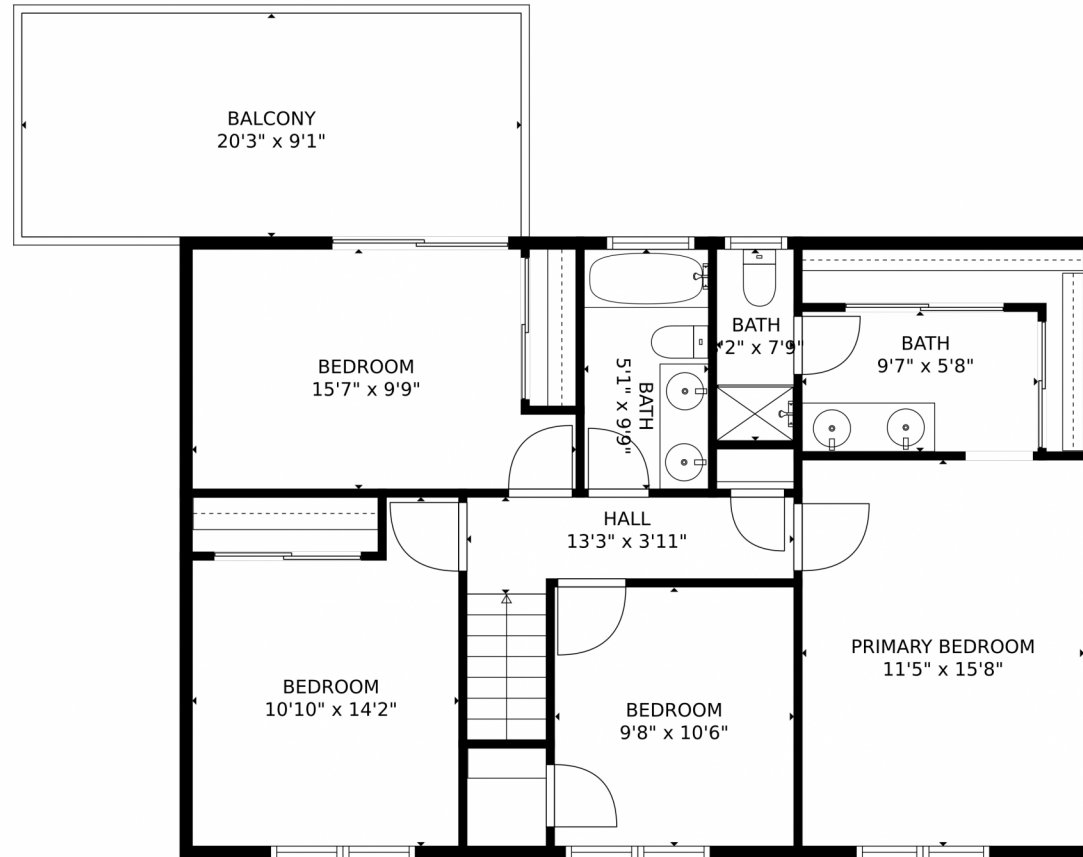 BALCONY
20'3" x 9'1"
BEDROOM
15'7" x 9'9"
BATH
5'1" x 9'9"
BATH
'2" x 7'9"
BATH
9'7" x 5'8"
HALL
13'3" x 3'11"
BEDROOM
10'10" x 14'2"
BEDROOM
9'8" x 10'6"
PRIMARY BEDROOM
11'5" x 15'8"